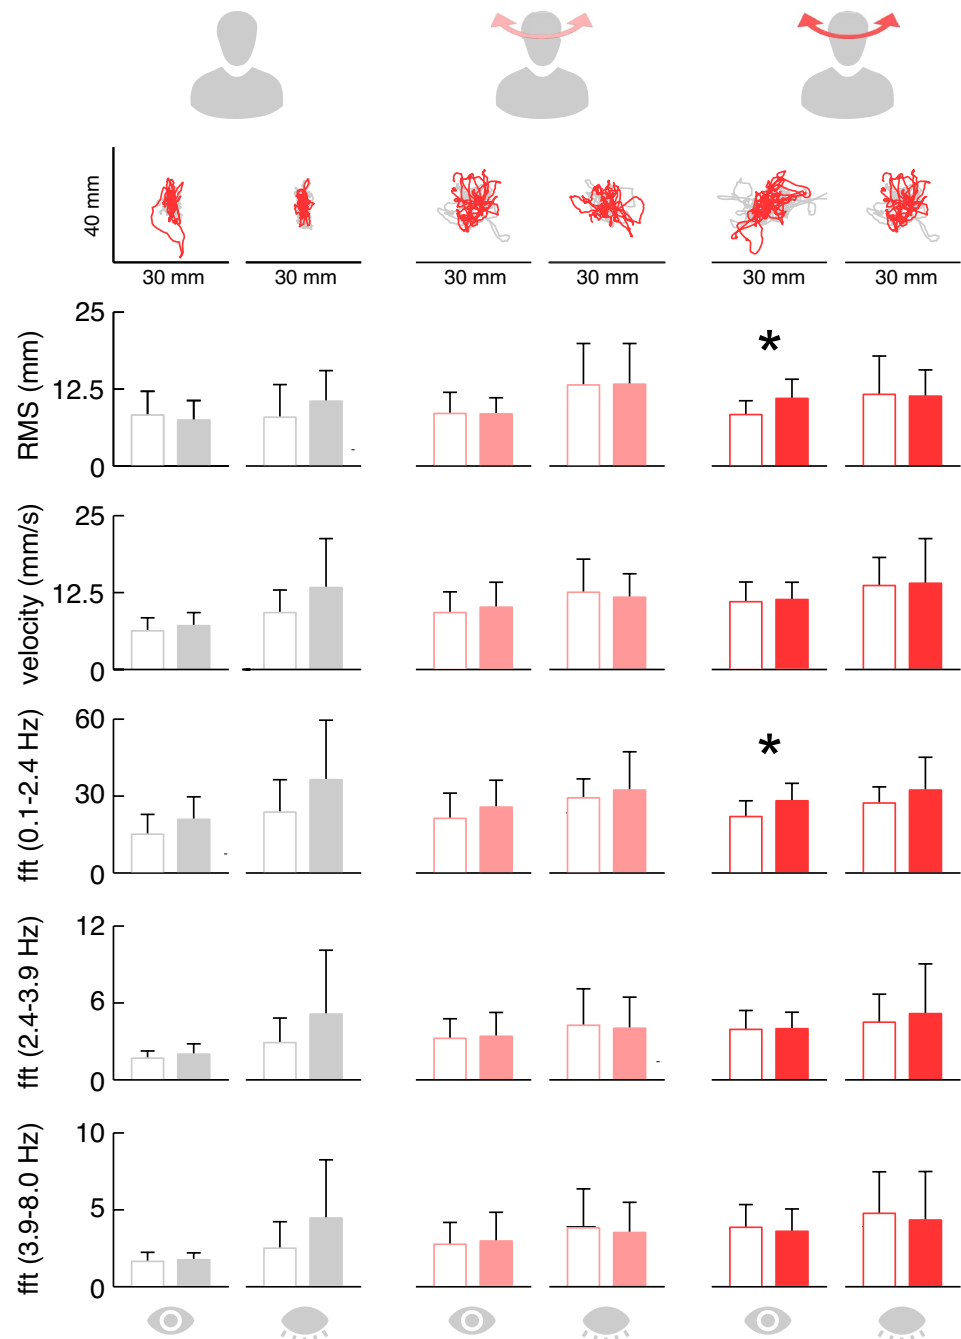 40 mm
30 mm 30 mm 30 mm 30 mm 30 mm 30 mm
RMS (mm)
25
12.5
0
*
velocity (mm/s)
25
12.5
0
fft (0.1-2.4 Hz)
60
30
0
*
fft (2.4-3.9 Hz)
12
6
0
fft (3.9-8.0 Hz)
10
5
0